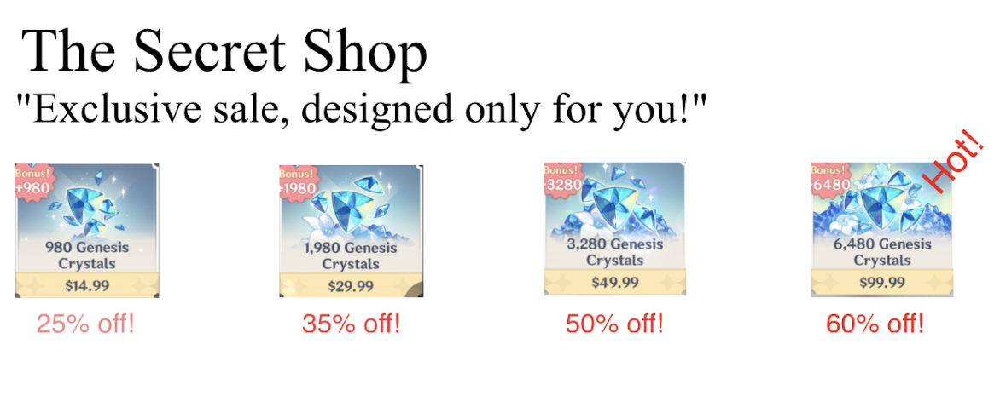 The Secret Shop
"Exclusive sale, designed only for you!"
Hot!
Bonus!
+980
980 Genesis
Crystals
$14.99
25% off!
Bonus!
+1980
1,980 Genesis
Crystals
$29.99
35% off!
Bonus!
+3280
3,280 Genesis
Crystals
$49.99
50% off!
Bonus!
+6480
6,480 Genesis
Crystals
$99.99
60% off!